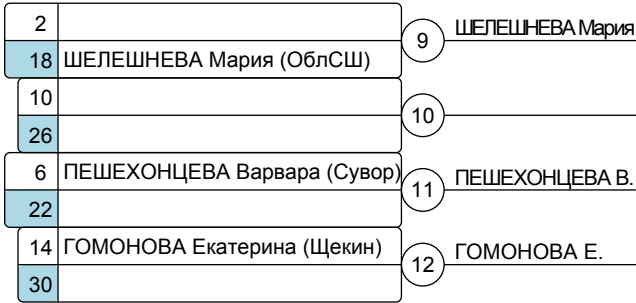 2
18 ШЕЛЕШНЕВА Мария (ОблСШ)
9 ШЕЛЕШНЕВА Мария
10
26
10
6 ПЕШЕХОНЦЕВА Варвара (Сувор)
22
11 ПЕШЕХОНЦЕВА В.
14 ГОМОНОВА Екатерина (Щекин)
30
12 ГОМОНОВА Е.